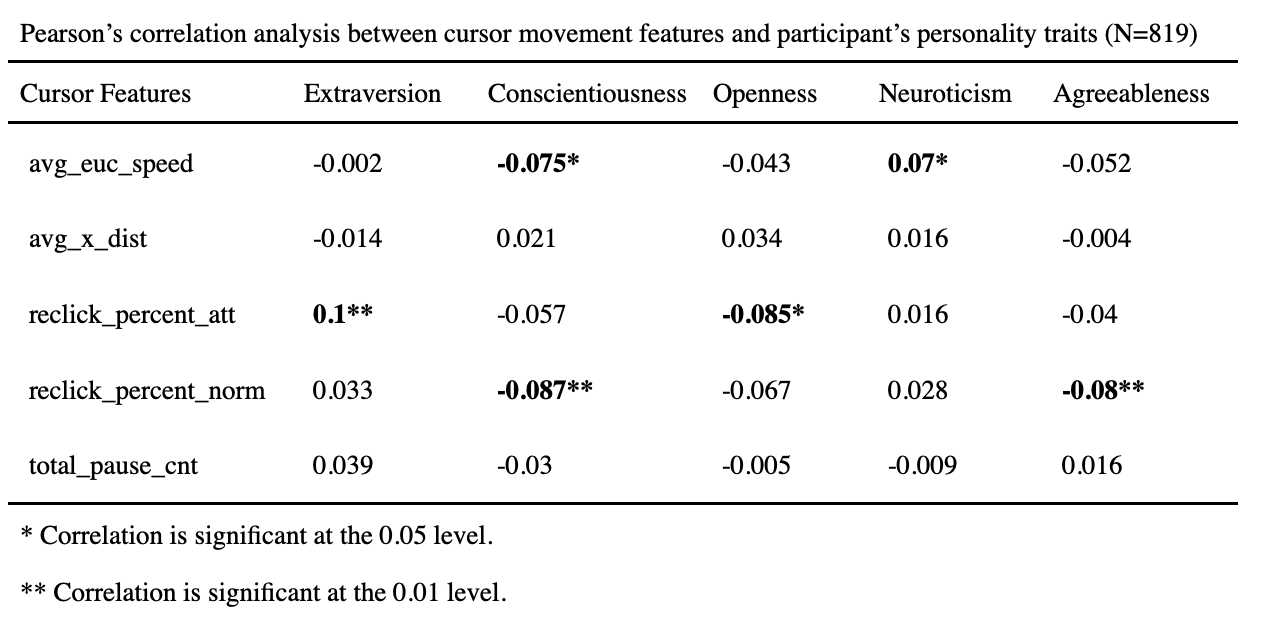 Pearson’s correlation analysis between cursor movement features and participant’s personality traits (N=819)
Cursor Features Extraversion Conscientiousness Openness Neuroticism Agreeableness
avg_euc_speed -0.002 -0.075* -0.043 0.07* -0.052
avg_x_dist -0.014 0.021 0.034 0.016 -0.004
reclick_percent_att 0.1** -0.057 -0.085* 0.016 -0.04
reclick_percent_norm 0.033 -0.087** -0.067 0.028 -0.08**
total_pause_cnt 0.039 -0.03 -0.005 -0.009 0.016
* Correlation is significant at the 0.05 level.
** Correlation is significant at the 0.01 level.